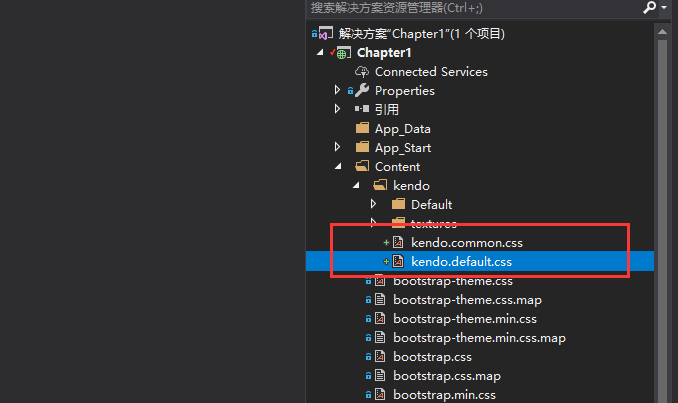 搜索解决方案资源管理器(Ctrl+;)
解决方案"Chapter1"(1 个项目)
Chapter1
Connected Services
Properties
引用
App_Data
App_Start
Content
kendo
Default
textures
kendo.common.css
kendo.default.css
bootstrap-theme.css
bootstrap-theme.css.map
bootstrap-theme.min.css
bootstrap-theme.min.css.map
bootstrap.css
bootstrap.css.map
bootstrap.min.css